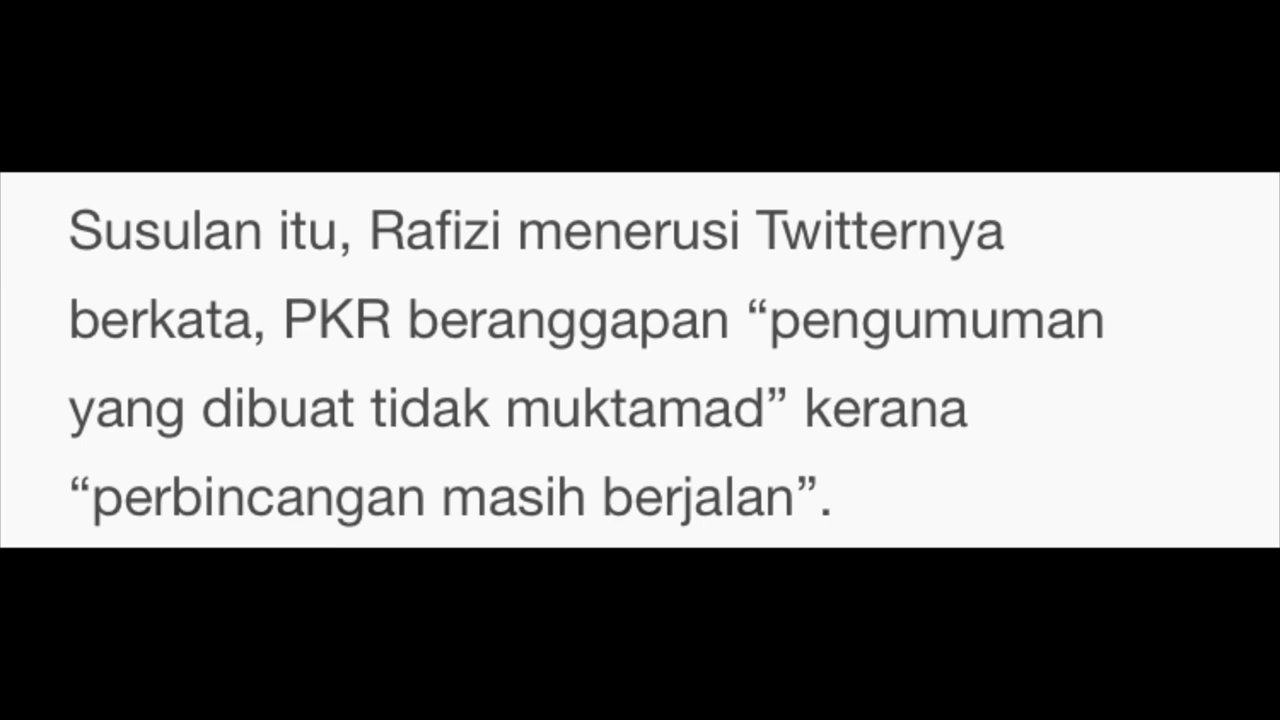 Susulan itu, Rafizi menerusi Twitternya
berkata, PKR beranggapan “pengumuman
yang dibuat tidak muktamad” kerana
“perbincangan masih berjalan”.